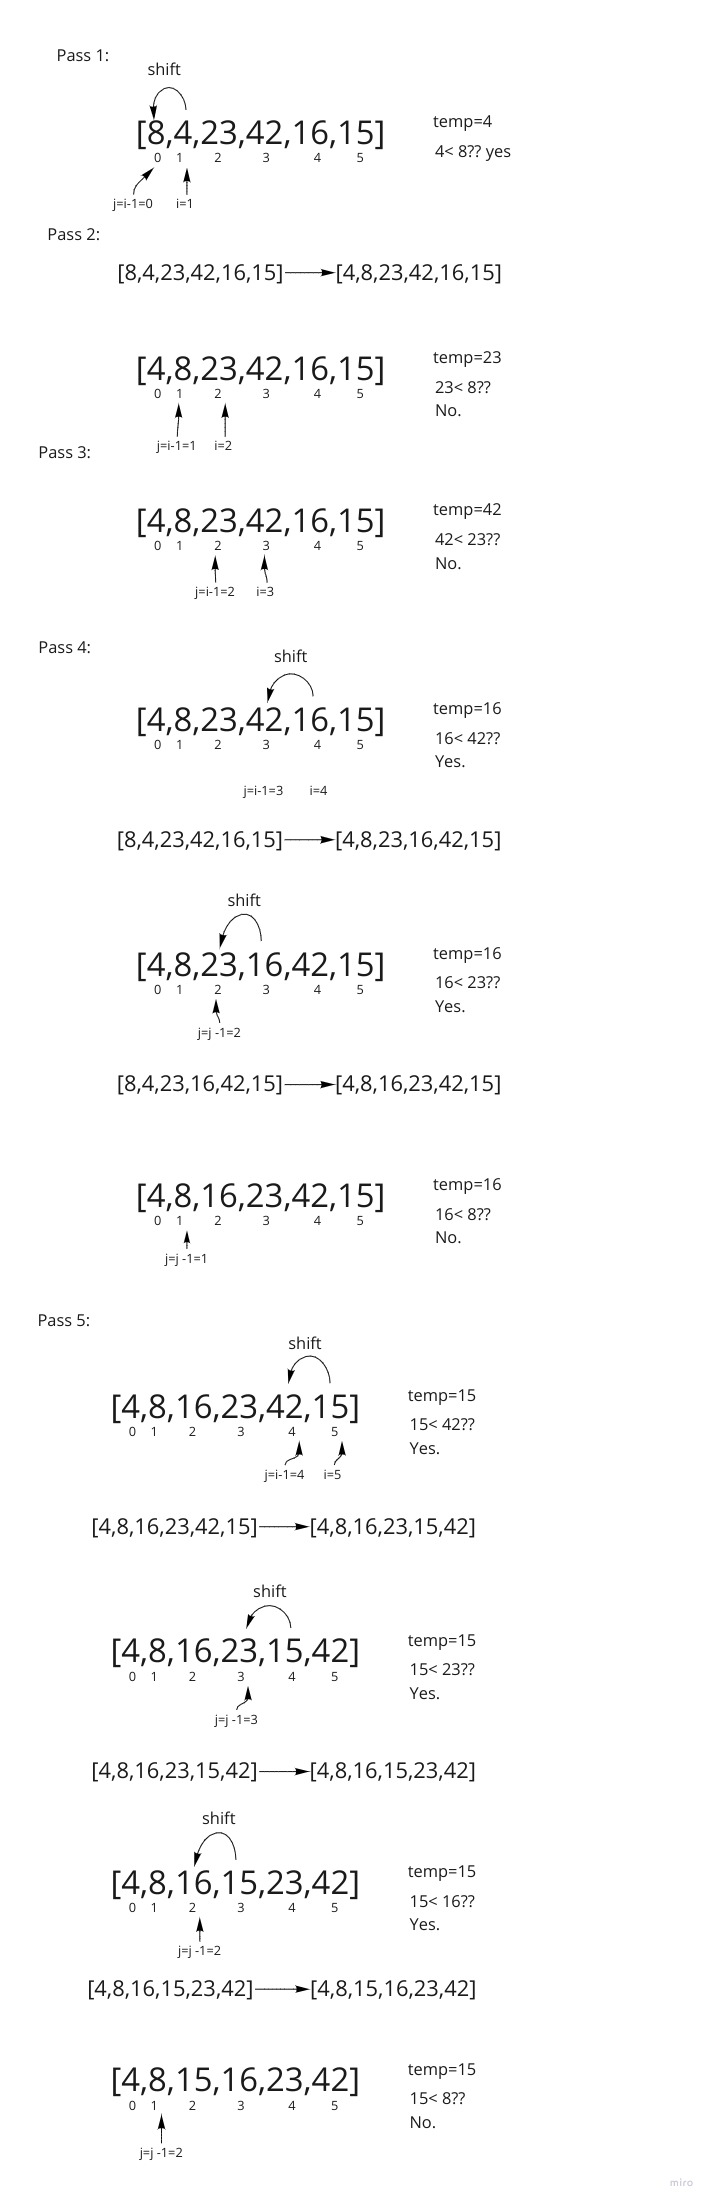 Pass 1:
shift
[8,4,23,42,16,15]
temp=4
0 1 2 3 4 5
4< 8?? yes
j=i-1=0 i=1
Pass 2:
[8,4,23,42,16,15] [4,8,23,42,16,15]
[4,8,23,42,16,15]
temp=23
0 1 2 3 4 5
23< 8??
No.
j=i-1=1 i=2
Pass 3:
[4,8,23,42,16,15]
temp=42
0 1 2 3 4 5
42< 23??
No.
j=i-1=2 i=3
Pass 4:
shift
[4,8,23,42,16,15]
temp=16
0 1 2 3 4 5
16< 42??
Yes.
j=i-1=3 i=4
[8,4,23,42,16,15] [4,8,23,16,42,15]
shift
[4,8,23,16,42,15]
temp=16
0 1 2 3 4 5
16< 23??
Yes.
j=j -1=2
[8,4,23,16,42,15] [4,8,16,23,42,15]
[4,8,16,23,42,15]
temp=16
0 1 2 3 4 5
16< 8??
No.
j=j -1=1
Pass 5:
shift
[4,8,16,23,42,15]
temp=15
0 1 2 3 4 5
15< 42??
Yes.
j=i-1=4 i=5
[4,8,16,23,42,15] [4,8,16,23,15,42]
shift
[4,8,16,23,15,42]
temp=15
0 1 2 3 4 5
15< 23??
Yes.
j=j -1=3
[4,8,16,23,15,42] [4,8,16,15,23,42]
shift
[4,8,16,15,23,42]
temp=15
0 1 2 3 4 5
15< 16??
Yes.
j=j -1=2
[4,8,16,15,23,42] [4,8,15,16,23,42]
[4,8,15,16,23,42]
temp=15
0 1 2 3 4 5
15< 8??
No.
j=j -1=2
miro